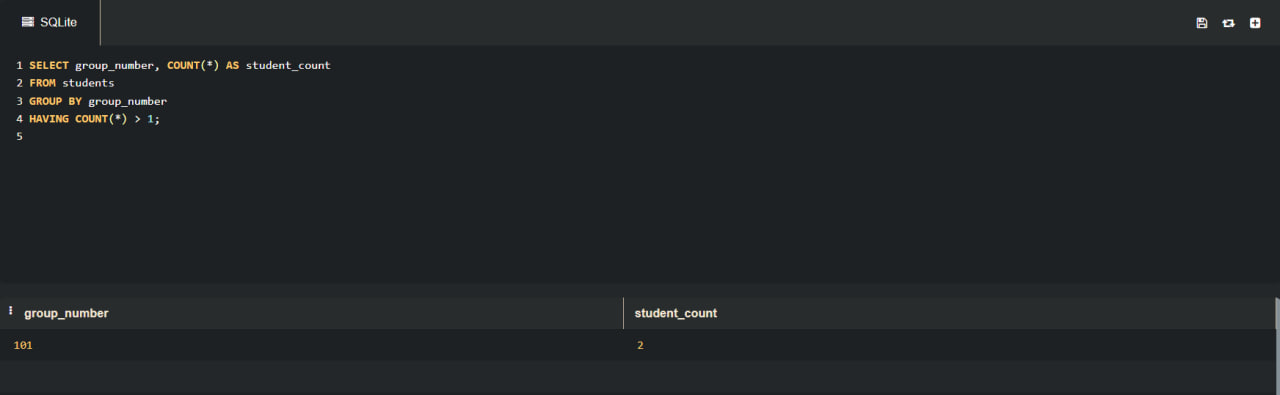 SQLite
1 SELECT group_number, COUNT(*) AS student_count
2 FROM students
3 GROUP BY group_number
4 HAVING COUNT(*) > 1;
5
group_number student_count
101 2